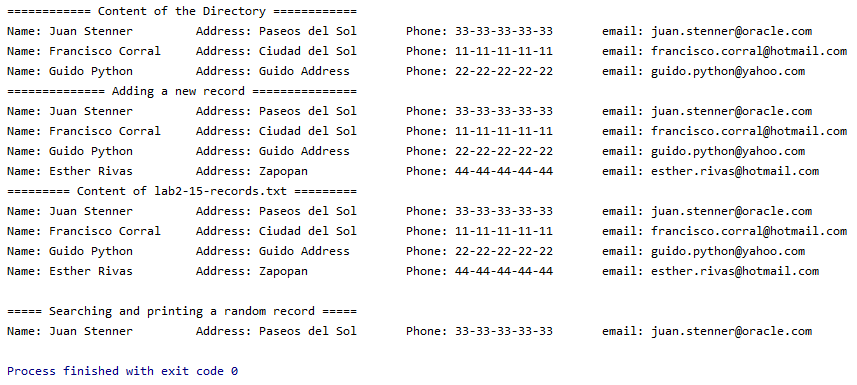 ============ Content of the Directory ============
Name: Juan Stenner         Address: Paseos del Sol       Phone: 33-33-33-33-33       email: juan.stenner@oracle.com
Name: Francisco Corral     Address: Ciudad del Sol       Phone: 11-11-11-11-11       email: francisco.corral@hotmail.com
Name: Guido Python         Address: Guido Address        Phone: 22-22-22-22-22       email: guido.python@yahoo.com
============== Adding a new record ===============
Name: Juan Stenner         Address: Paseos del Sol       Phone: 33-33-33-33-33       email: juan.stenner@oracle.com
Name: Francisco Corral     Address: Ciudad del Sol       Phone: 11-11-11-11-11       email: francisco.corral@hotmail.com
Name: Guido Python         Address: Guido Address        Phone: 22-22-22-22-22       email: guido.python@yahoo.com
Name: Esther Rivas         Address: Zapopan              Phone: 44-44-44-44-44       email: esther.rivas@hotmail.com
========= Content of lab2-15-records.txt =========
Name: Juan Stenner         Address: Paseos del Sol       Phone: 33-33-33-33-33       email: juan.stenner@oracle.com
Name: Francisco Corral     Address: Ciudad del Sol       Phone: 11-11-11-11-11       email: francisco.corral@hotmail.com
Name: Guido Python         Address: Guido Address        Phone: 22-22-22-22-22       email: guido.python@yahoo.com
Name: Esther Rivas         Address: Zapopan              Phone: 44-44-44-44-44       email: esther.rivas@hotmail.com
===== Searching and printing a random record =====
Name: Juan Stenner         Address: Paseos del Sol       Phone: 33-33-33-33-33       email: juan.stenner@oracle.com
Process finished with exit code 0